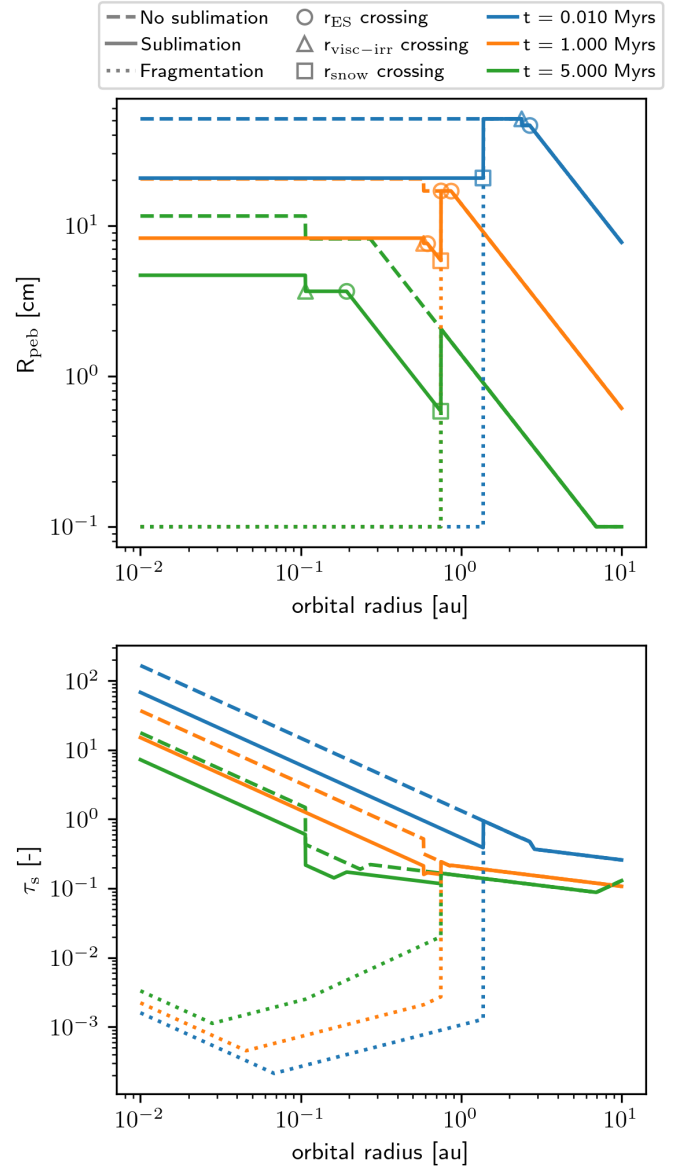 No sublimation r_ES crossing t = 0.010 Myrs
Sublimation r_visc−irr crossing t = 1.000 Myrs
Fragmentation r_snow crossing t = 5.000 Myrs
R_peb [cm]
10^1
10^0
10^−1
10^−2 10^−1 10^0 10^1
orbital radius [au]
τ_s [-]
10^2
10^1
10^0
10^−1
10^−2
10^−3
10^−2 10^−1 10^0 10^1
orbital radius [au]